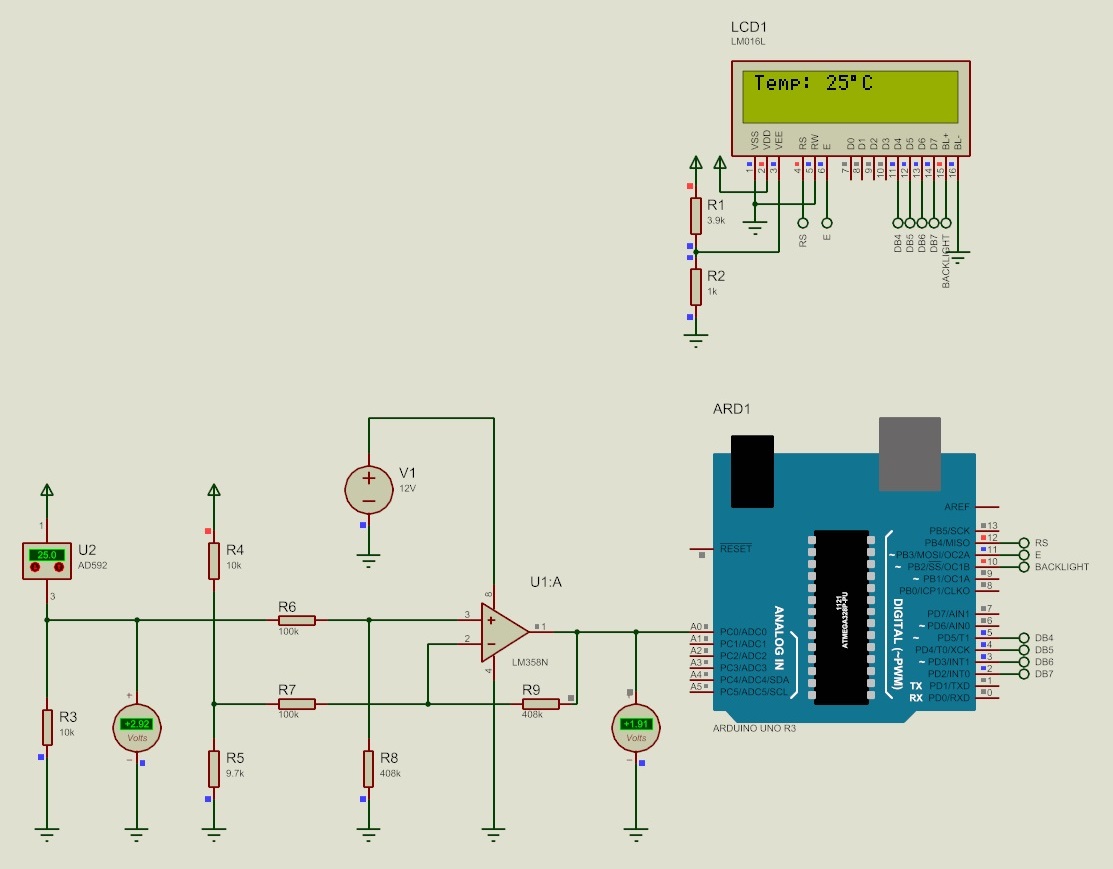 LCD1
LM016L
Temp: 25°C
VSS
VDD
VEE
RS
RW
E
D0
D1
D2
D3
D4
D5
D6
D7
BL+
BL-
1
2
3
4
5
6
7
8
9
10
11
12
13
14
15
16
R1
3.9k
RS
E
DB4
DB5
DB6
DB7
BACKLIGHT
R2
1k
ARD1
V1
12V
1
25.0
U2
AD592
3
R4
10k
AREF
RESET
PB5/SCK
13
PB4/MISO
12
RS
~
PB3/MOSI/OC2A
11
E
~
PB2/SS/OC1B
10
BACKLIGHT
~
PB1/OC1A
9
PB0/ICP1/CLKO
8
U1:A
8
R6
100k
3
+
1
2
-
4
LM358N
1121
ATMEGA328P-PU
ANALOG IN
DIGITAL (~PWM)
A0
PC0/ADC0
A1
PC1/ADC1
A2
PC2/ADC2
A3
PC3/ADC3
A4
PC4/ADC4/SDA
A5
PC5/ADC5/SCL
PD7/AIN1
7
~
PD6/AIN0
6
~
PD5/T1
5
DB4
PD4/T0/XCK
4
DB5
~
PD3/INT1
3
DB6
PD2/INT0
2
DB7
TX
PD1/TXD
1
RX
PD0/RXD
0
ARDUINO UNO R3
R7
100k
R9
408k
R3
10k
+
+2.92
Volts
-
+
+1.91
Volts
-
R5
9.7k
R8
408k